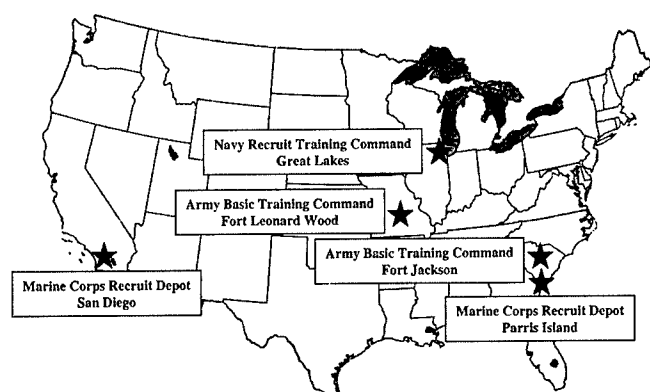 Navy Recruit Training Command
Great Lakes
Army Basic Training Command
Fort Leonard Wood
Army Basic Training Command
Fort Jackson
Marine Corps Recruit Depot
San Diego
Marine Corps Recruit Depot
Parris Island